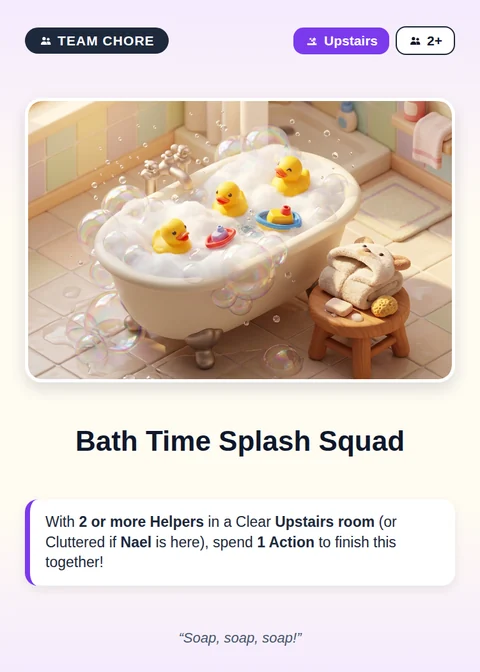 TEAM CHORE
Upstairs
2+
Bath Time Splash Squad
With 2 or more Helpers in a Clear Upstairs room (or
Cluttered if Nael is here), spend 1 Action to finish this
together!
“Soap, soap, soap!”